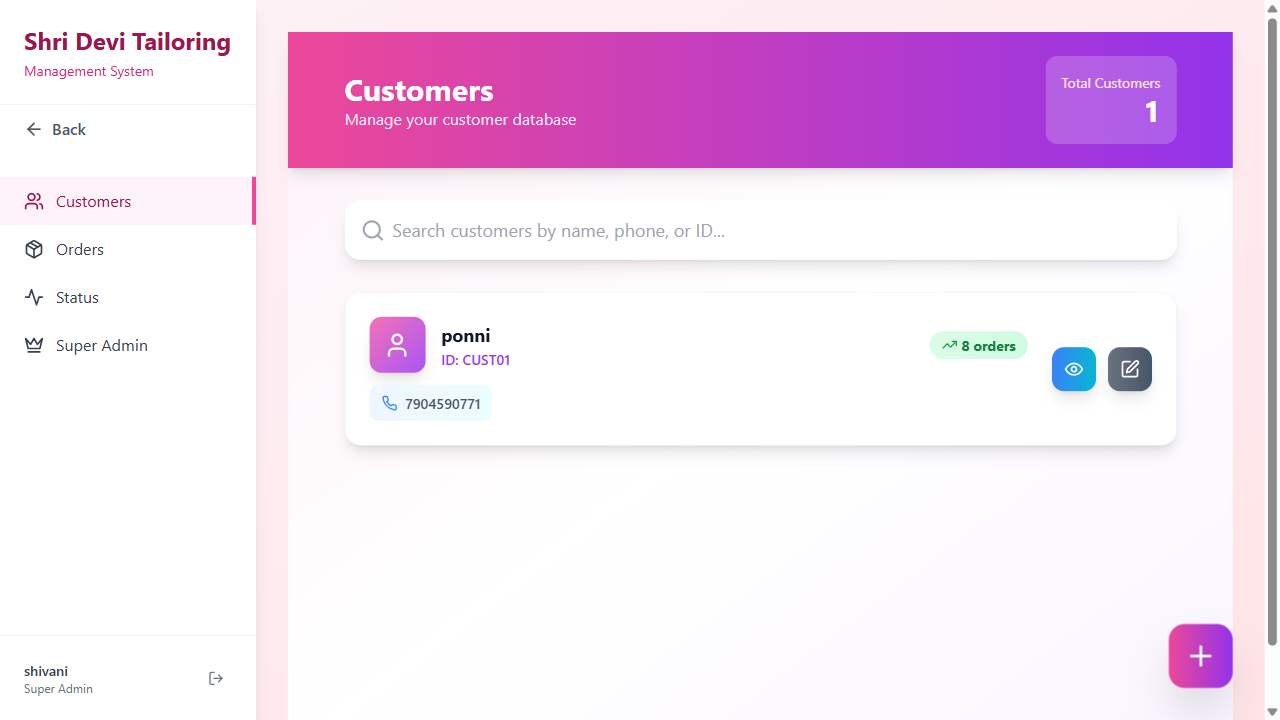 Shri Devi Tailoring
Management System
Back
Customers
Orders
Status
Super Admin
shivani
Super Admin
Customers
Manage your customer database
Total Customers
1
Search customers by name, phone, or ID...
ponni
ID: CUST01
8 orders
7904590771